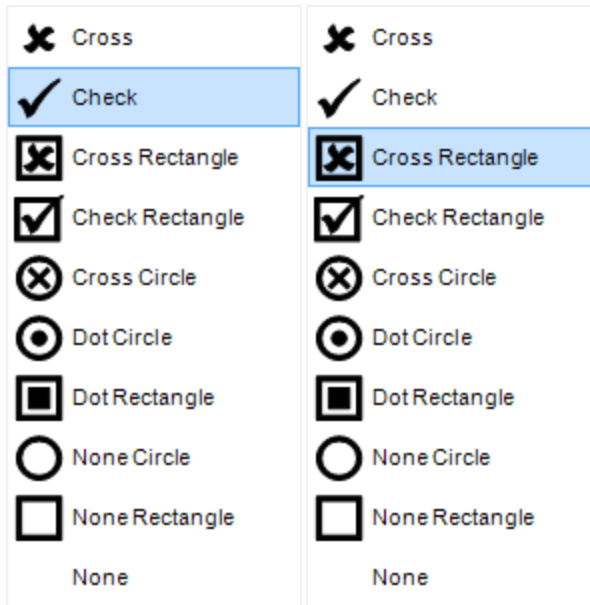 Cross
Check
Cross Rectangle
Check Rectangle
Cross Circle
Dot Circle
Dot Rectangle
None Circle
None Rectangle
None
Cross
Check
Cross Rectangle
Check Rectangle
Cross Circle
Dot Circle
Dot Rectangle
None Circle
None Rectangle
None